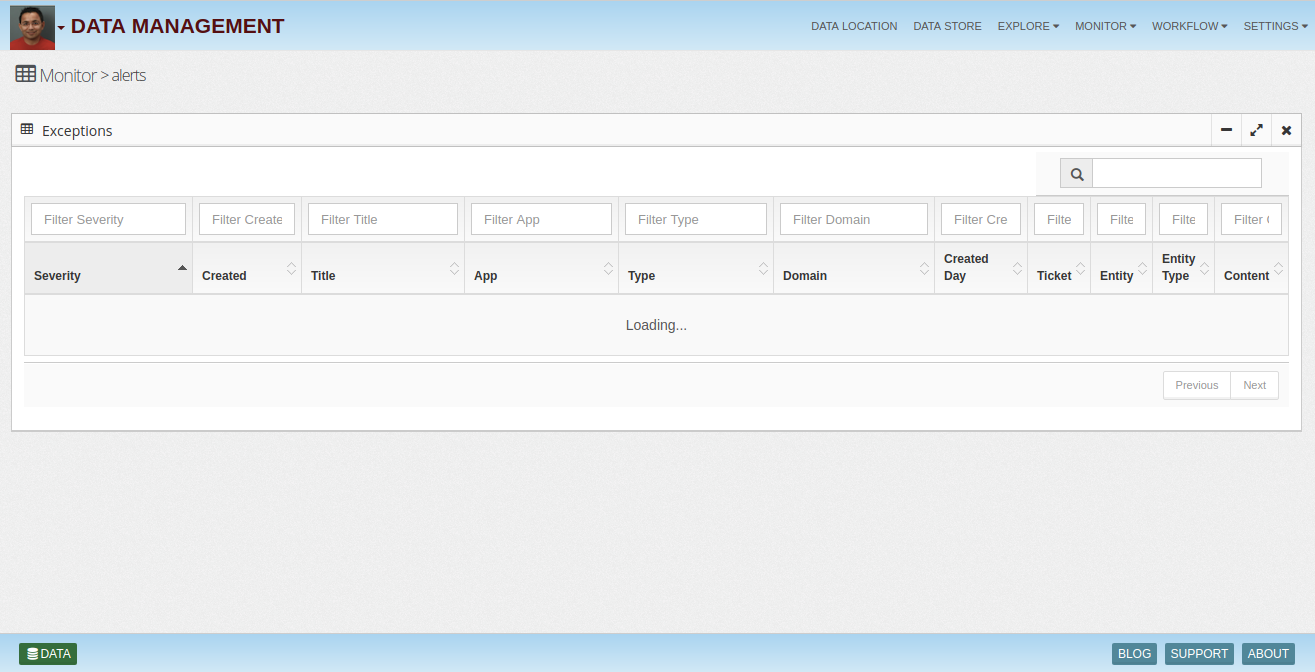 DATA MANAGEMENT
DATA LOCATION DATA STORE EXPLORE MONITOR WORKFLOW SETTINGS
Monitor > alerts
Exceptions
Filter Severity Filter Create Filter Title Filter App Filter Type Filter Domain Filter Cre Filte Filte Filte Filter
Severity Created Title App Type Domain Created Day Ticket Entity Entity Type Content
Loading...
Previous Next
DATA BLOG SUPPORT ABOUT